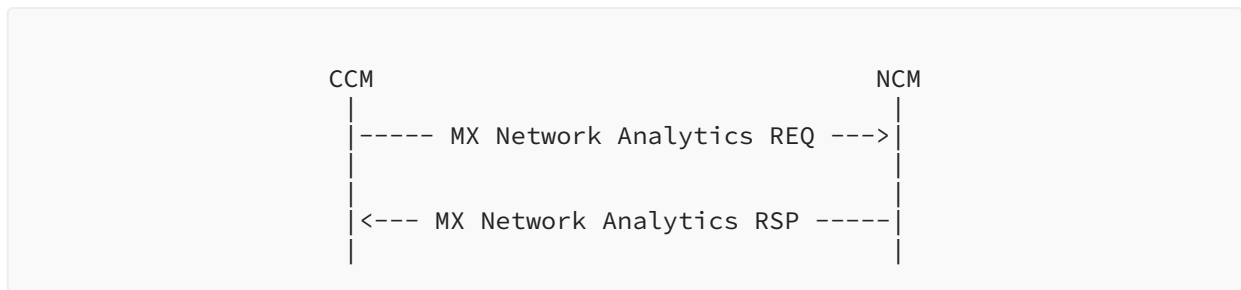 CCM NCM
| |
|----- MX Network Analytics REQ --->|
| |
| |
|<--- MX Network Analytics RSP -----|
| |